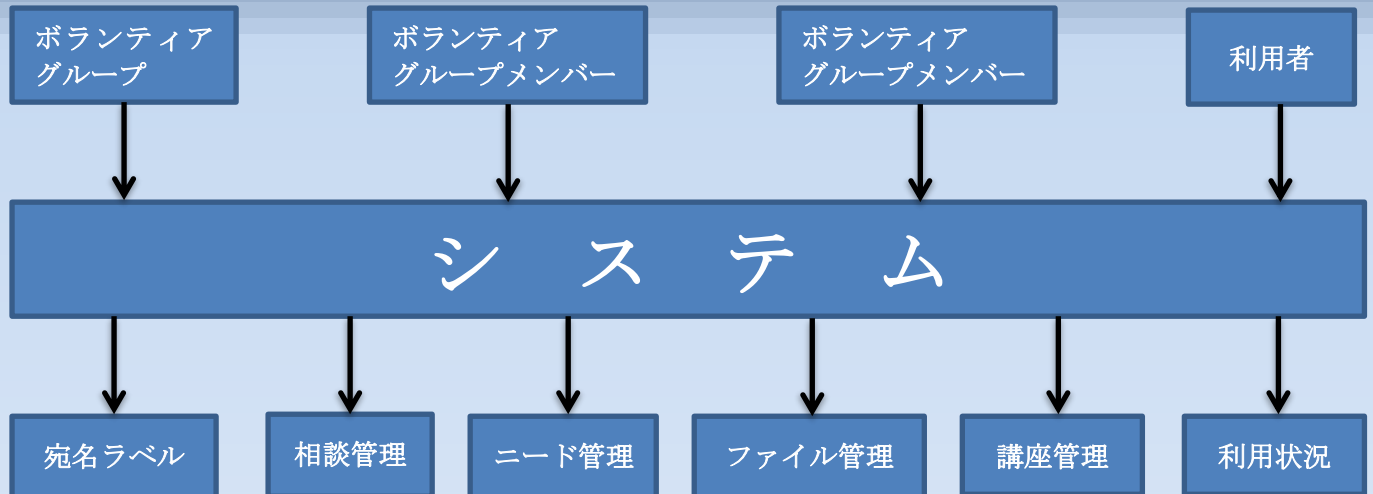 ボランティア
グループ
ボランティア
グループメンバー
ボランティア
グループメンバー
利用者
システム
宛名ラベル
相談管理
ニード管理
ファイル管理
講座管理
利用状況